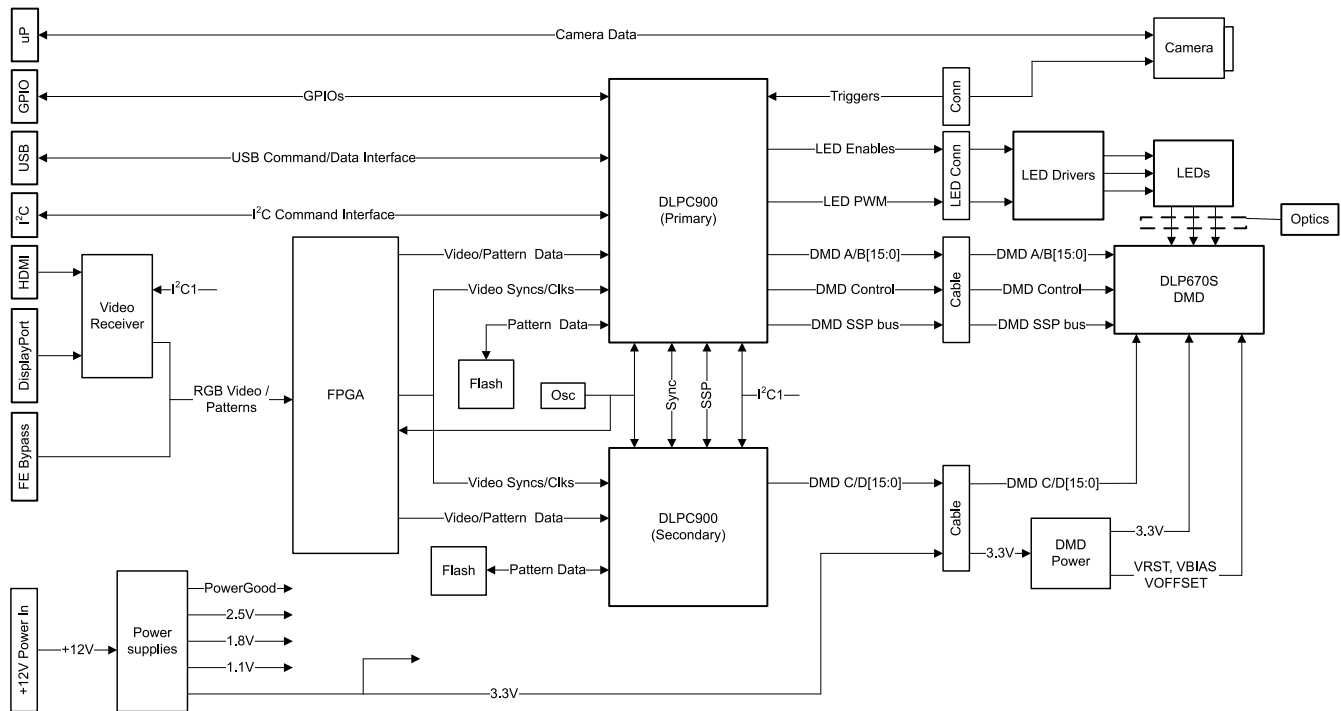 uP
Camera Data
Camera
GPIO
GPIOs
Triggers
Conn
USB
USB Command/Data Interface
LED Enables
LED Conn
LED Drivers
LEDs
I²C
I²C Command Interface
DLPC900
(Primary)
LED PWM
Optics
HDMI
Video
Receiver
I²C1
Video/Pattern Data
DMD A/B[15:0]
Cable
DMD A/B[15:0]
DLP670S
DMD
Video Syncs/Clks
DMD Control
DMD Control
DisplayPort
Pattern Data
DMD SSP bus
DMD SSP bus
Flash
RGB Video /
Patterns
FPGA
Osc
Sync
SSP
I²C1
FE Bypass
Video Syncs/Clks
DLPC900
(Secondary)
DMD C/D[15:0]
Cable
DMD C/D[15:0]
Video/Pattern Data
3.3V
DMD
Power
3.3V
Flash
Pattern Data
VRST, VBIAS
VOFFSET
+12V Power In
+12V
Power
supplies
PowerGood
2.5V
1.8V
1.1V
3.3V